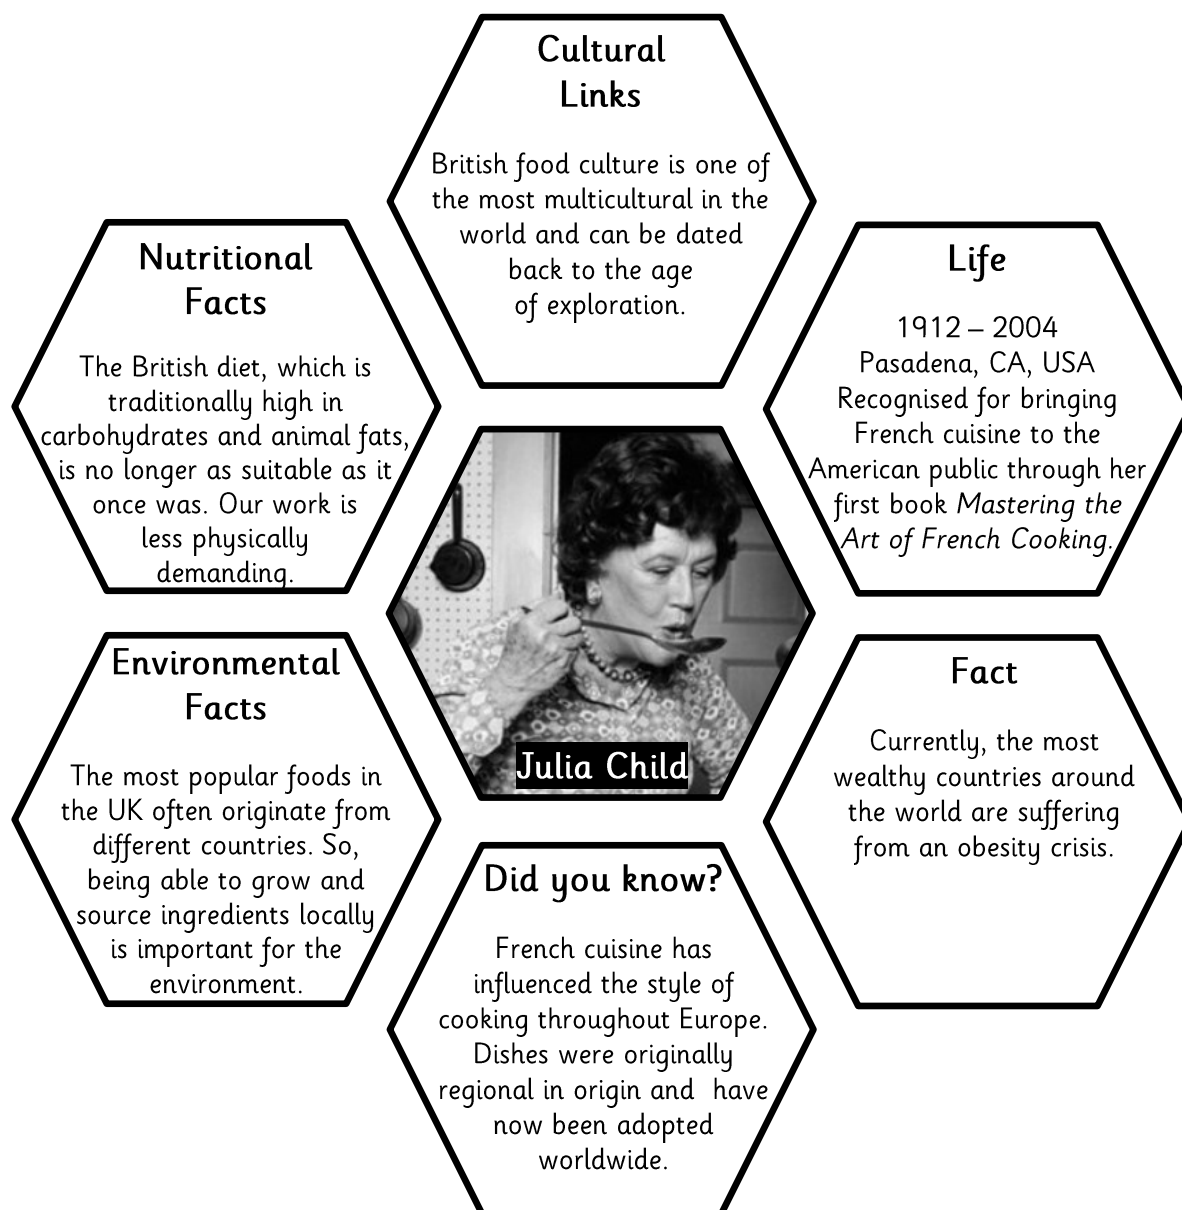 Cultural
Links
British food culture is one of
the most multicultural in the
world and can be dated
back to the age
of exploration.
Nutritional
Facts
The British diet, which is
traditionally high in
carbohydrates and animal fats,
is no longer as suitable as it
once was. Our work is
less physically
demanding.
Life
1912 – 2004
Pasadena, CA, USA
Recognised for bringing
French cuisine to the
American public through her
first book Mastering the
Art of French Cooking.
Julia Child
Environmental
Facts
The most popular foods in
the UK often originate from
different countries. So,
being able to grow and
source ingredients locally
is important for the
environment.
Fact
Currently, the most
wealthy countries around
the world are suffering
from an obesity crisis.
Did you know?
French cuisine has
influenced the style of
cooking throughout Europe.
Dishes were originally
regional in origin and  have
now been adopted
worldwide.